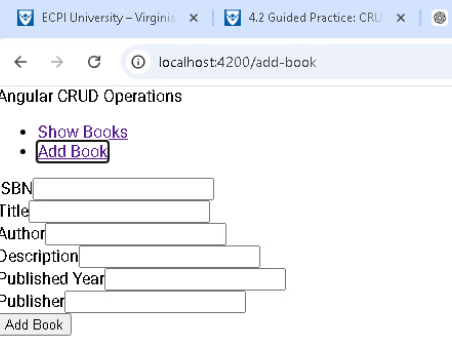 ECPI University – Virginia
4.2 Guided Practice: CRU
localhost:4200/add-book
Angular CRUD Operations
Show Books
Add Book
ISBN
Title
Author
Description
Published Year
Publisher
Add Book